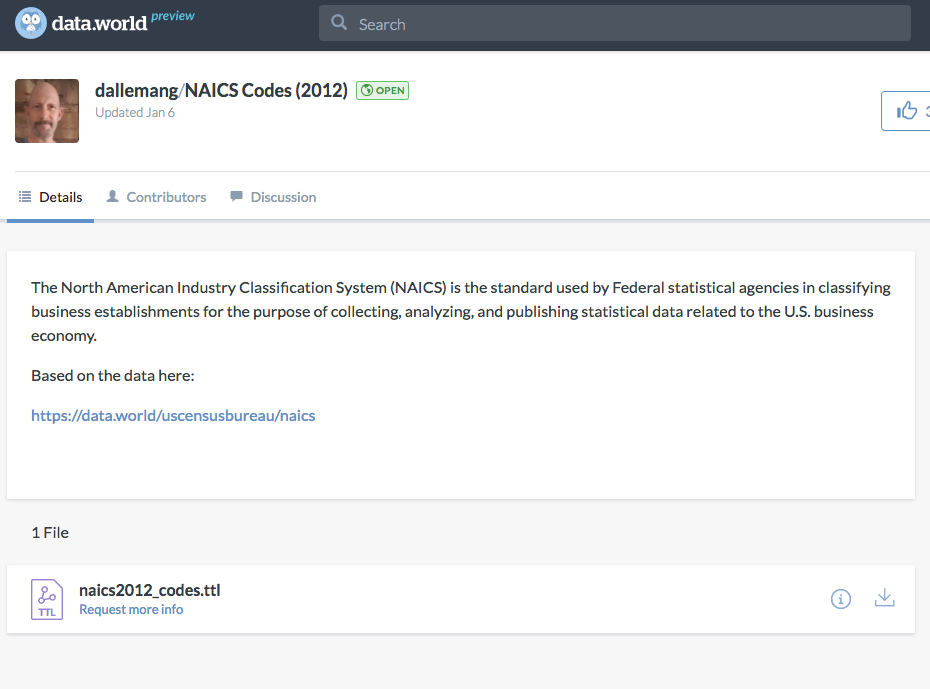 data.world preview
Search
dallemang/NAICS Codes (2012) OPEN
Updated Jan 6
Details Contributors Discussion
The North American Industry Classification System (NAICS) is the standard used by Federal statistical agencies in classifying
business establishments for the purpose of collecting, analyzing, and publishing statistical data related to the U.S. business
economy.
Based on the data here:
https://data.world/uscensusbureau/naics
1 File
TTL
naics2012_codes.ttl
Request more info